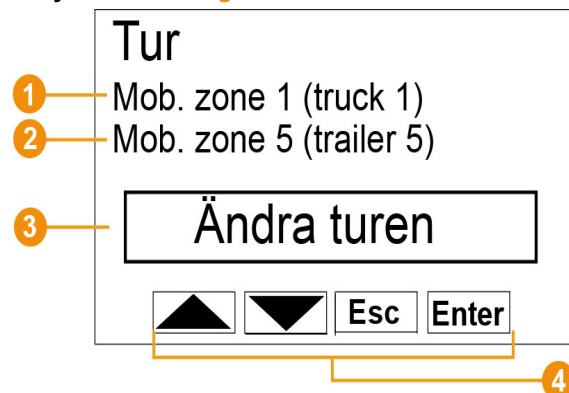 Tur
1 Mob. zone 1 (truck 1)
2 Mob. zone 5 (trailer 5)
3 Ändra turen
Esc Enter
4